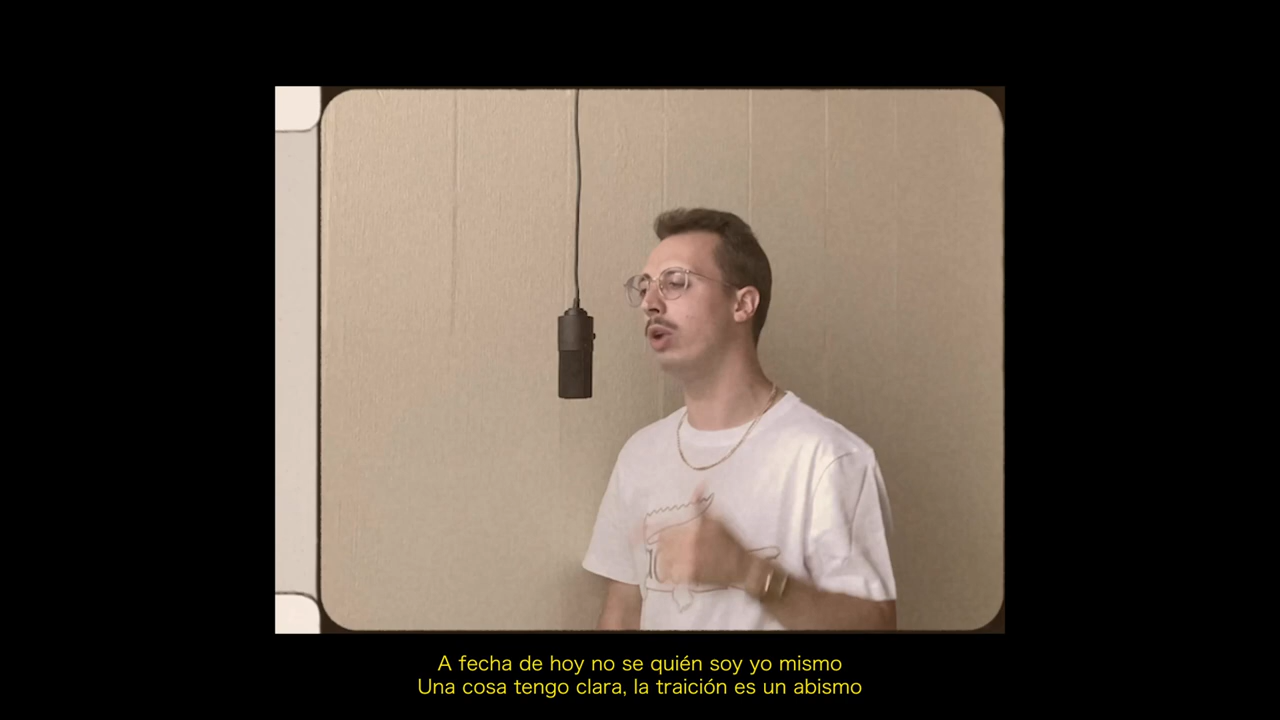 A fecha de hoy no se quién soy yo mismo
Una cosa tengo clara, la traición es un abismo